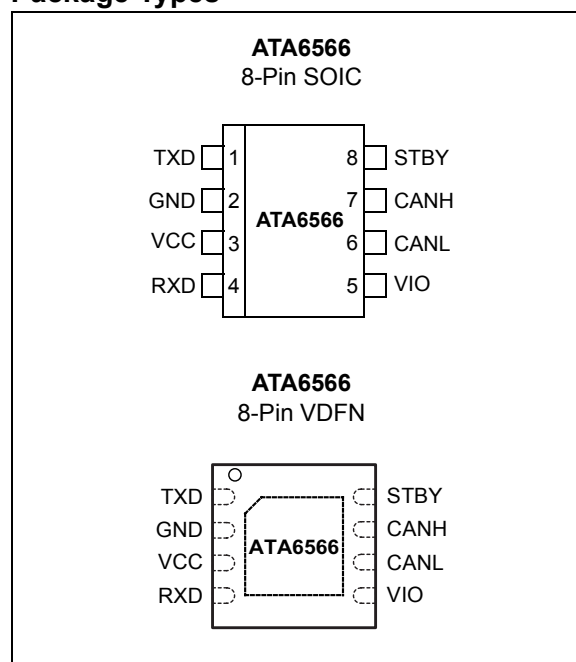 Package Types
ATA6566
8-Pin SOIC
TXD 1 8 STBY
GND 2 7 CANH
ATA6566
VCC 3 6 CANL
RXD 4 5 VIO
ATA6566
8-Pin VDFN
TXD STBY
GND CANH
ATA6566
VCC CANL
RXD VIO